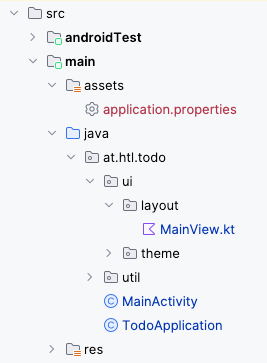 src
androidTest
main
assets
application.properties
java
at.htl.todo
ui
layout
MainView.kt
theme
util
MainActivity
TodoApplication
res